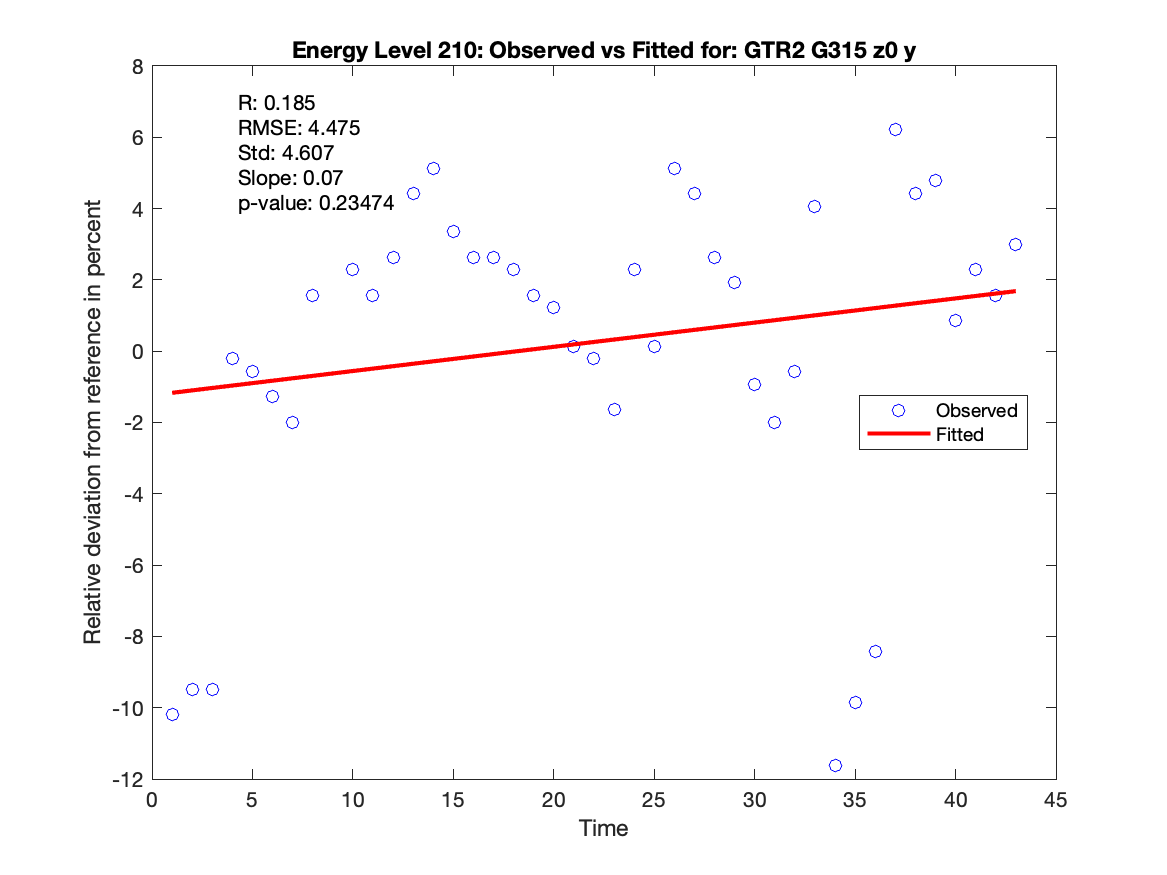 Energy Level 210: Observed vs Fitted for: GTR2 G315 z0 y
R: 0.185
RMSE: 4.475
Std: 4.607
Slope: 0.07
p-value: 0.23474
Relative deviation from reference in percent
8
6
4
2
0
-2
-4
-6
-8
-10
-12
Observed
Fitted
0 5 10 15 20 25 30 35 40 45
Time